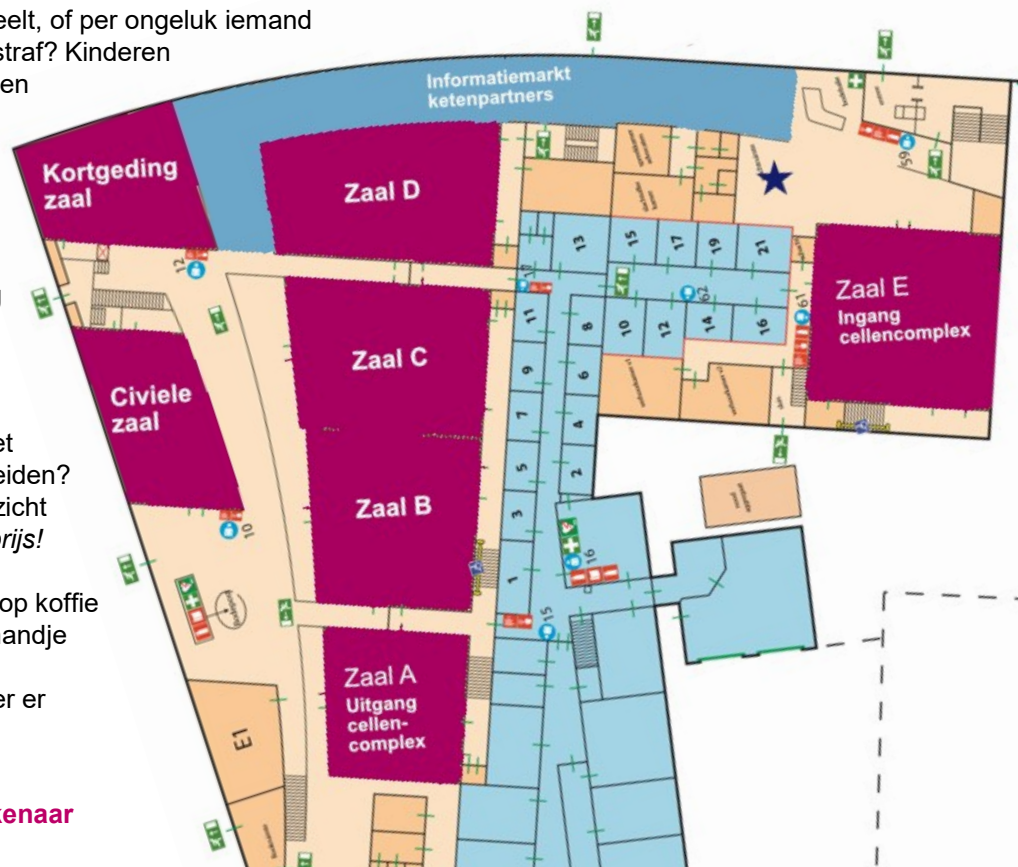 eelt, of per ongeluk iemand
straf? Kinderen
en
et
eiden?
zicht
rijs!
op koffie
andje
er er
kenaar
Informatiemarkt
ketenpartners
Kortgeding
zaal
Zaal D
Zaal C
Civiele
zaal
Zaal B
Zaal E
Ingang
cellencomplex
Zaal A
Uitgang
cellen-
complex
E1
12
10
17
62
61
59
16
15
13
15
17
19
21
11
8
10
12
14
16
9
6
7
4
5
2
3
1